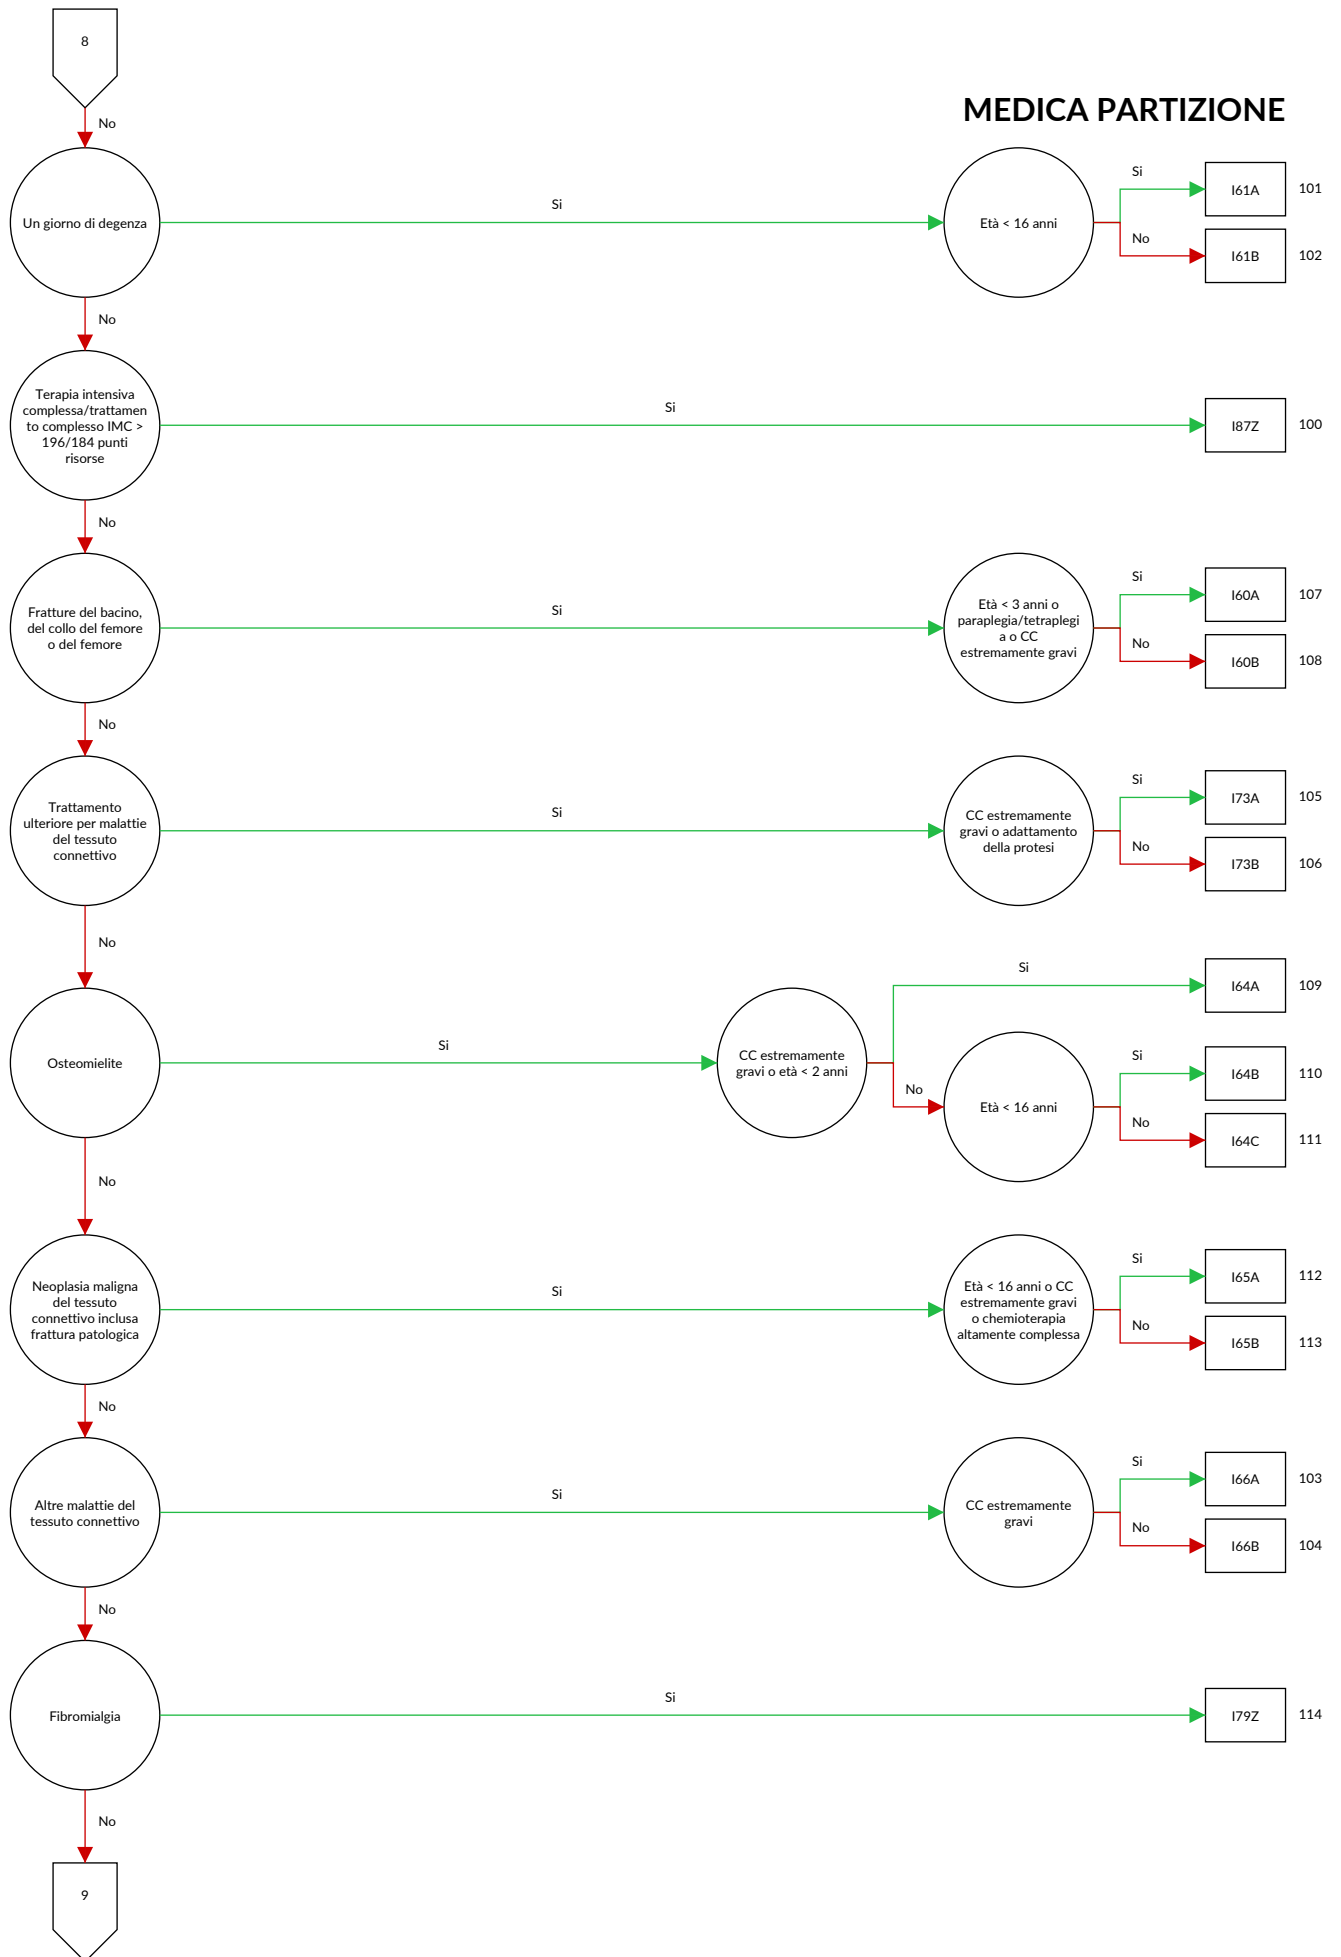 8
No
MEDICA PARTIZIONE
Un giorno di degenza
Si
Età < 16 anni
Si
I61A
101
No
I61B
102
No
Terapia intensiva
complessa/trattamen
to complesso IMC >
196/184 punti
risorse
Si
I87Z
100
No
Fratture del bacino,
del collo del femore
o del femore
Si
Età < 3 anni o
paraplegia/tetraplegi
a o CC
estremamente gravi
Si
I60A
107
No
I60B
108
No
Trattamento
ulteriore per malattie
del tessuto
connettivo
Si
CC estremamente
gravi o adattamento
della protesi
Si
I73A
105
No
I73B
106
No
Osteomielite
Si
CC estremamente
gravi o età < 2 anni
Si
I64A
109
No
Età < 16 anni
Si
I64B
110
No
I64C
111
No
Neoplasia maligna
del tessuto
connettivo inclusa
frattura patologica
Si
Età < 16 anni o CC
estremamente gravi
o chemioterapia
altamente complessa
Si
I65A
112
No
I65B
113
No
Altre malattie del
tessuto connettivo
Si
CC estremamente
gravi
Si
I66A
103
No
I66B
104
No
Fibromialgia
Si
I79Z
114
No
9